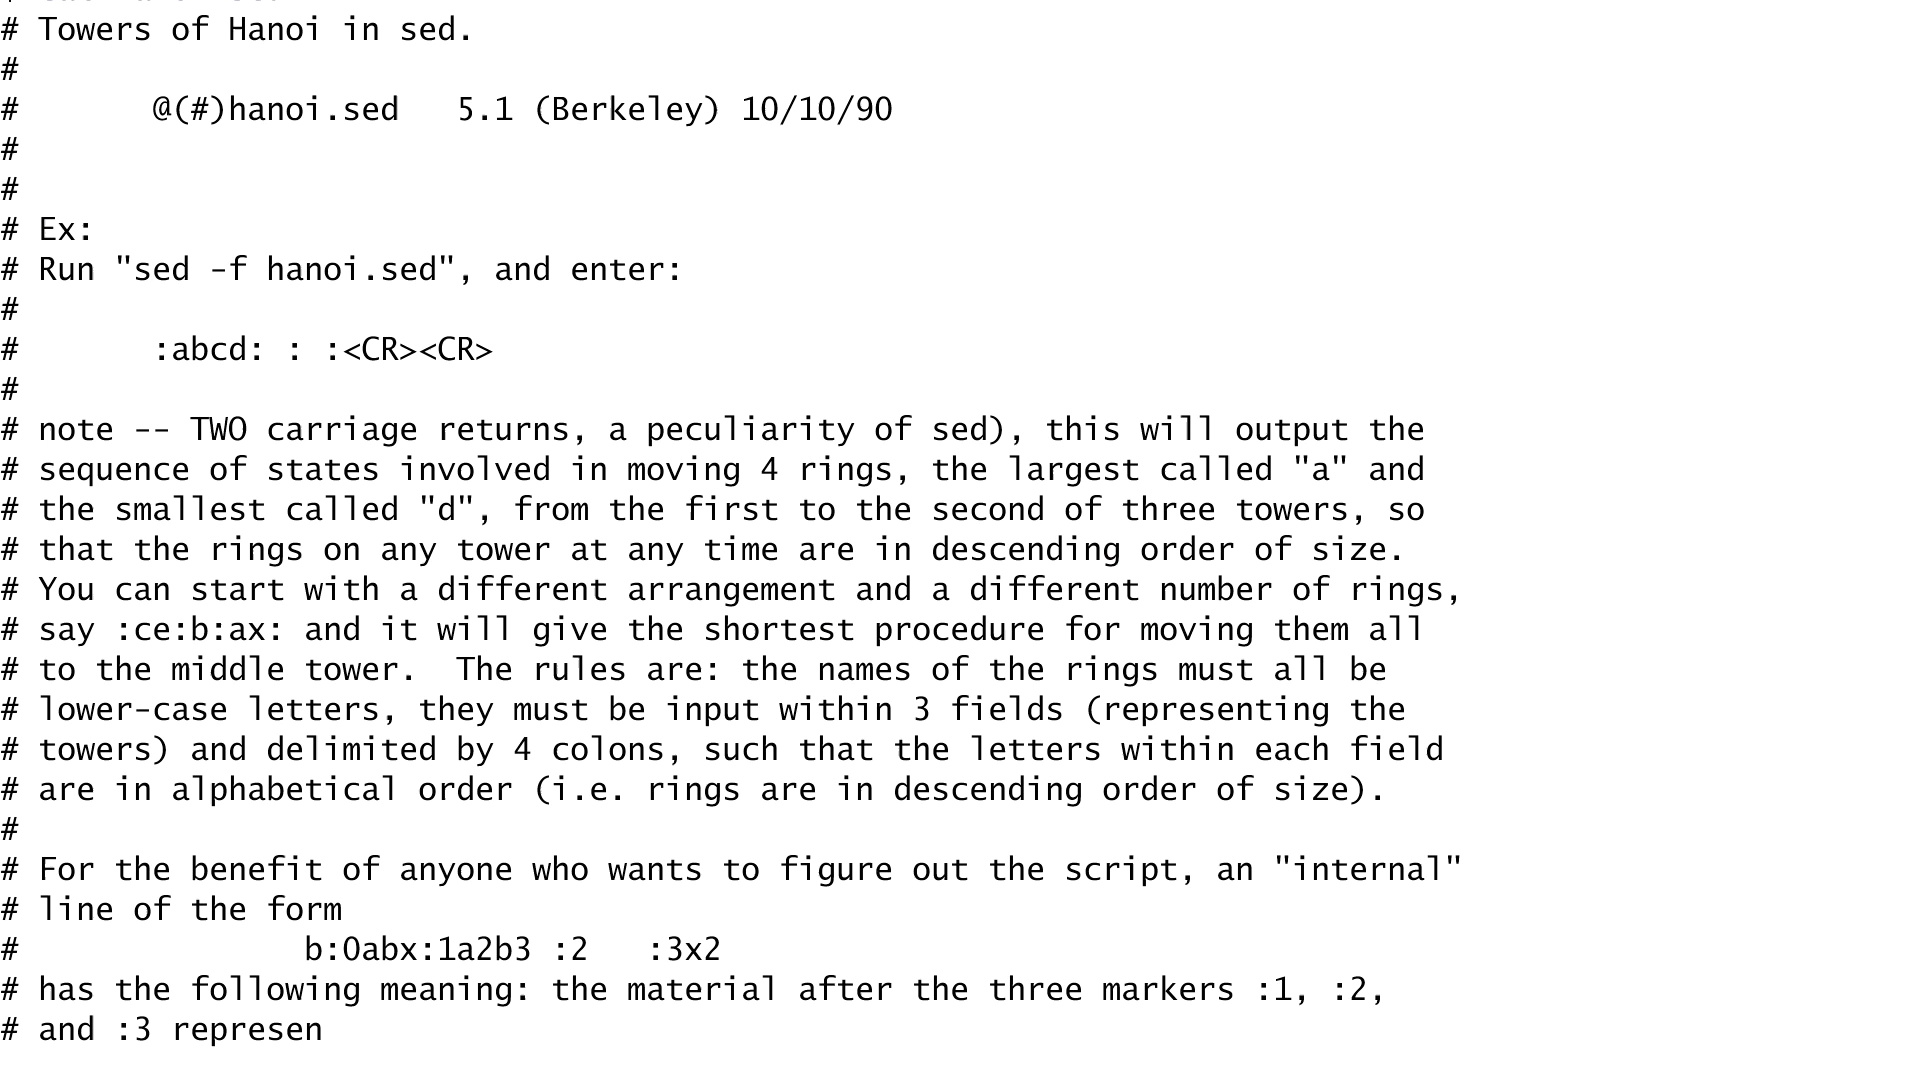 # Towers of Hanoi in sed.
#
#       @(#)hanoi.sed   5.1 (Berkeley) 10/10/90
#
#
# Ex:
# Run "sed -f hanoi.sed", and enter:
#
#       :abcd: : :<CR><CR>
#
# note -- TWO carriage returns, a peculiarity of sed), this will output the
# sequence of states involved in moving 4 rings, the largest called "a" and
# the smallest called "d", from the first to the second of three towers, so
# that the rings on any tower at any time are in descending order of size.
# You can start with a different arrangement and a different number of rings,
# say :ce:b:ax: and it will give the shortest procedure for moving them all
# to the middle tower.  The rules are: the names of the rings must all be
# lower-case letters, they must be input within 3 fields (representing the
# towers) and delimited by 4 colons, such that the letters within each field
# are in alphabetical order (i.e. rings are in descending order of size).
#
# For the benefit of anyone who wants to figure out the script, an "internal"
# line of the form
#               b:0abx:1a2b3 :2   :3x2
# has the following meaning: the material after the three markers :1, :2,
# and :3 represen